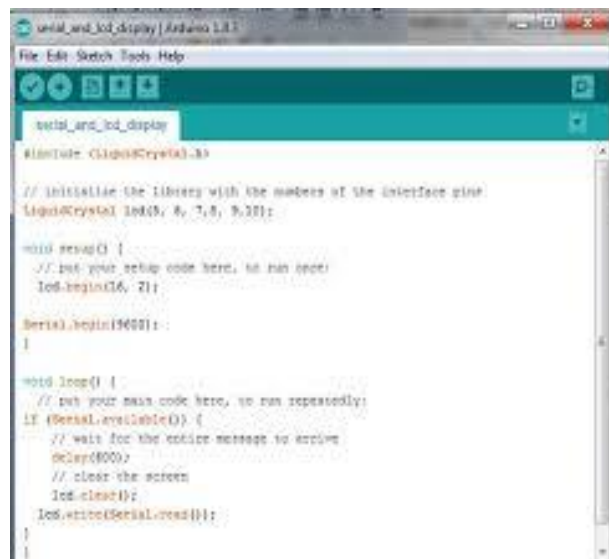 serial_and_lcd_display | Arduino 1.8.3
File Edit Sketch Tools Help
serial_and_lcd_display
#include <LiquidCrystal.h>
// initialize the library with the numbers of the interface pins
LiquidCrystal lcd(5, 6, 7,8, 9,10);
void setup() {
// put your setup code here, to run once:
lcd.begin(16, 2);
Serial.begin(9600);
}
void loop() {
// put your main code here, to run repeatedly:
if (Serial.available()) {
// wait for the entire message to arrive
delay(800);
// clear the screen
lcd.clear();
lcd.write(Serial.read());
}
}